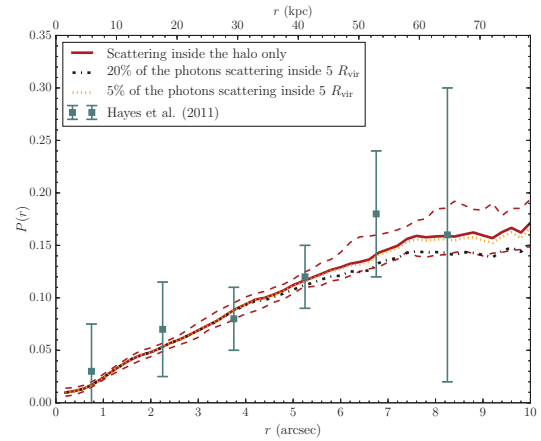 r (kpc)
0 10 20 30 40 50 60 70
0.35
0.30
0.25
0.20
0.15
0.10
0.05
0.00
P(r)
Scattering inside the halo only
20% of the photons scattering inside 5 Rvir
5% of the photons scattering inside 5 Rvir
Hayes et al. (2011)
0 1 2 3 4 5 6 7 8 9 10
r (arcsec)